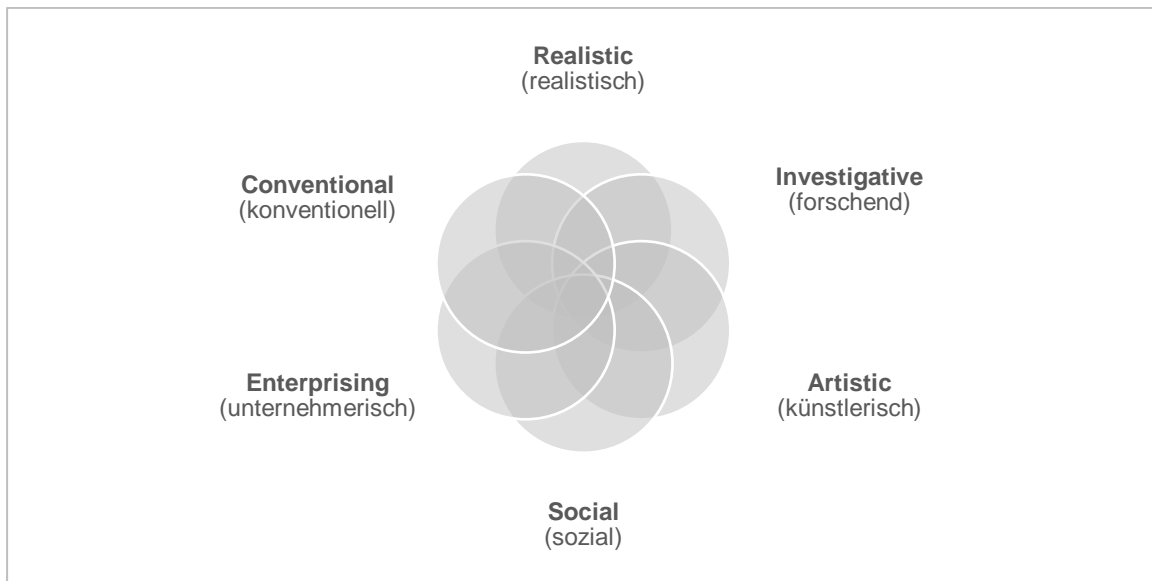 Realistic
(realistisch)
Conventional
(konventionell)
Investigative
(forschend)
Enterprising
(unternehmerisch)
Artistic
(künstlerisch)
Social
(sozial)